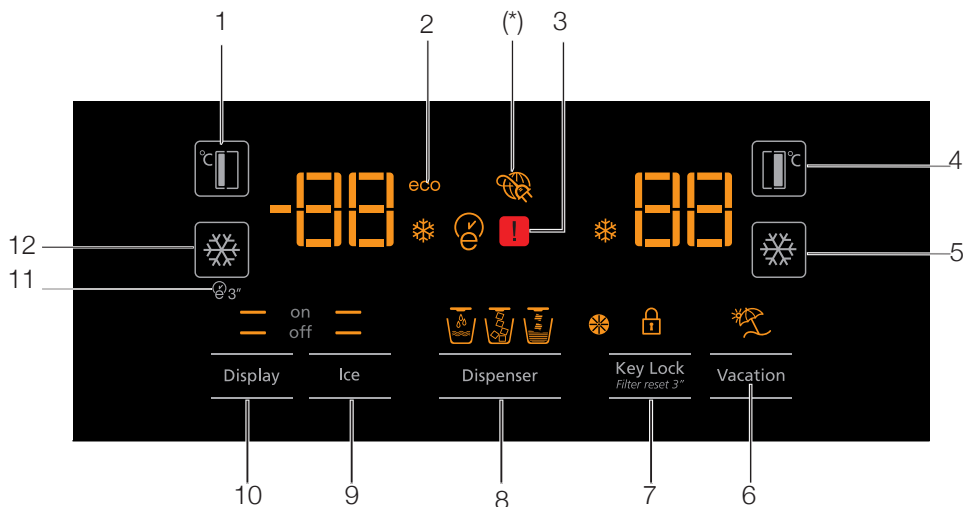 1
2
(*)
3
°C
-88
eco
88
°C
4
!
12
5
11
e
e 3"
on
off
Display
Ice
Dispenser
Key Lock
Filter reset 3"
Vacation
10
9
8
7
6